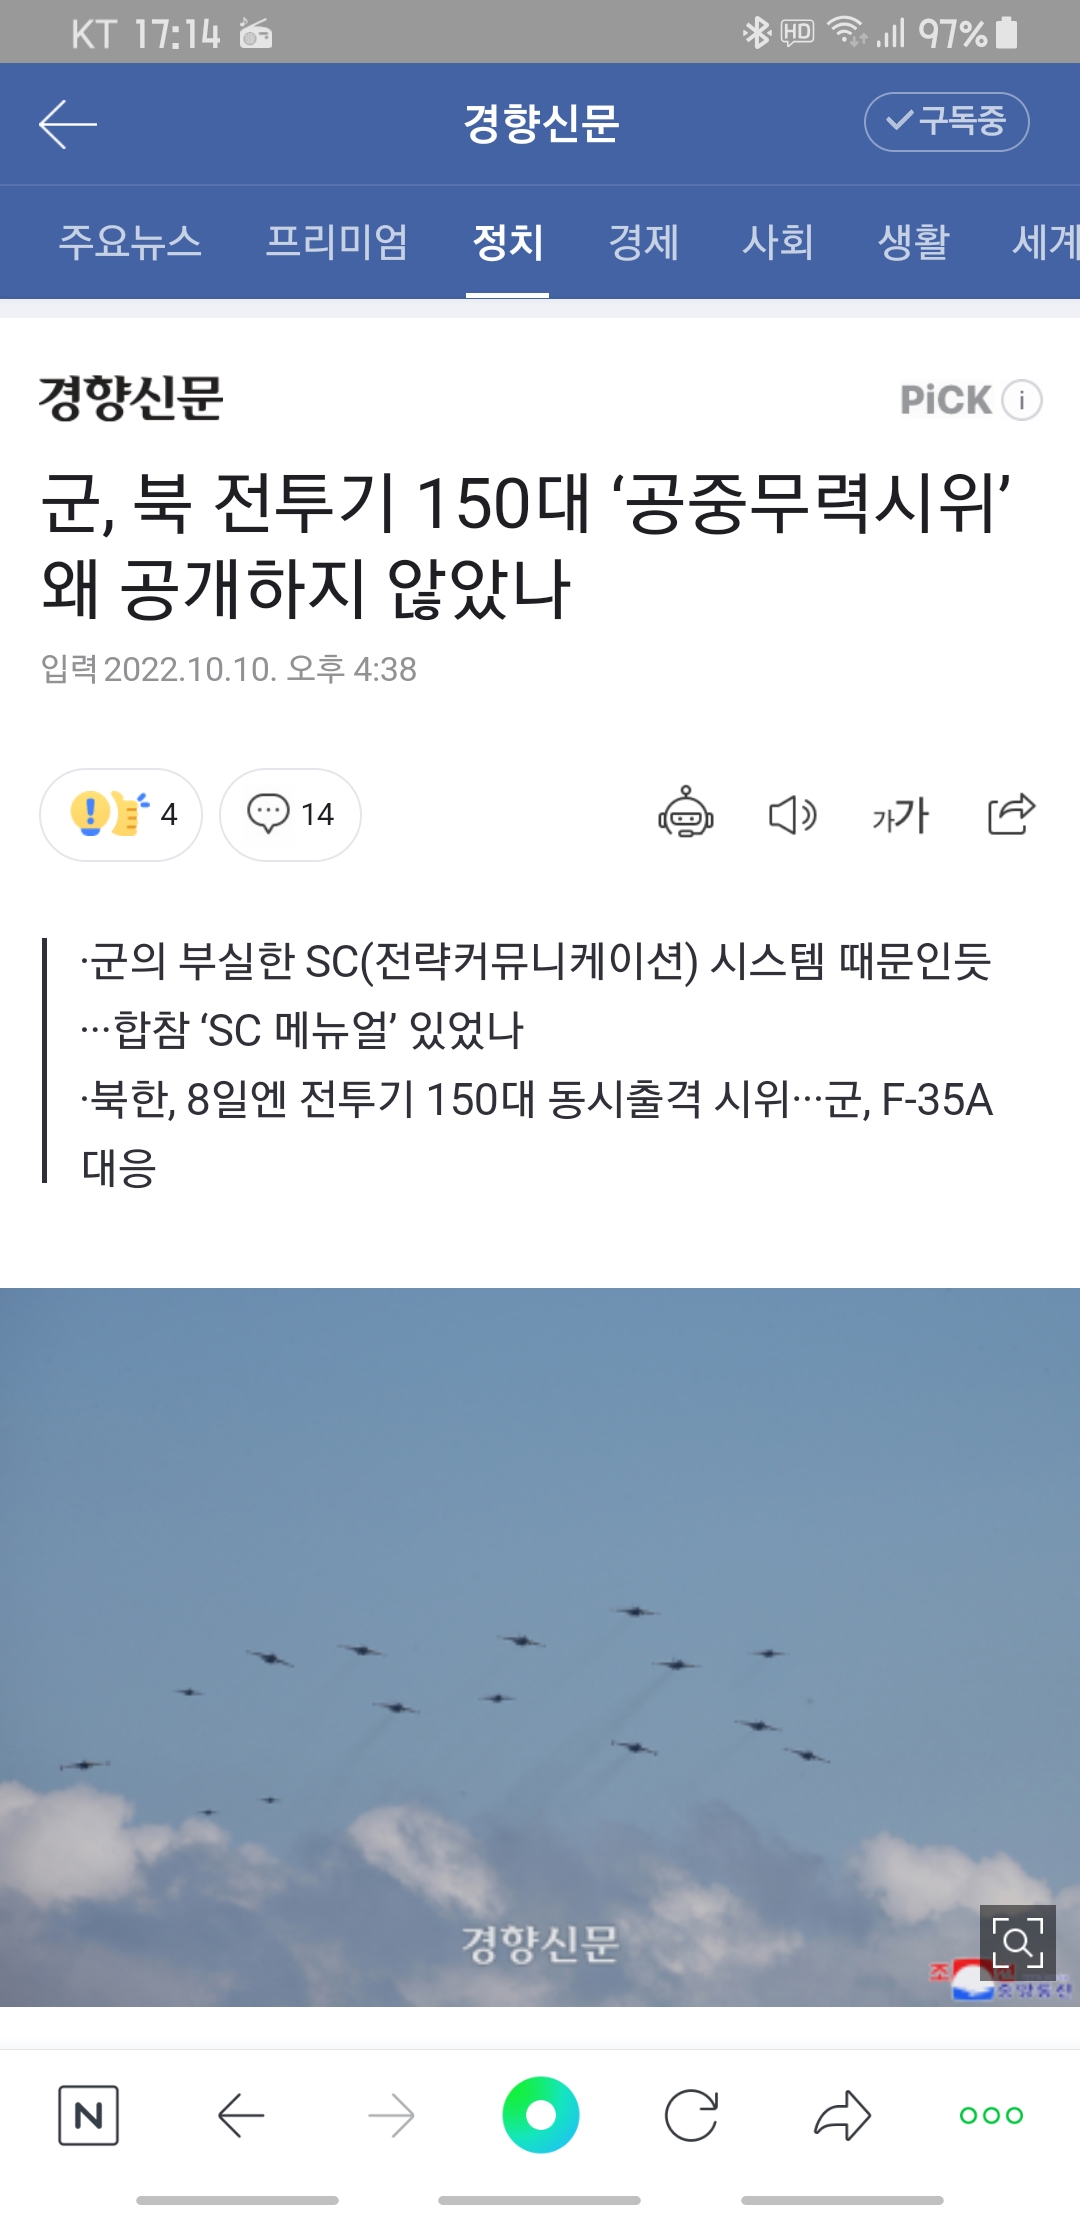 KT 17:14
HD 97%
경향신문
구독중
주요뉴스 프리미엄 정치 경제 사회 생활 세계
경향신문
PiCK i
군, 북 전투기 150대 ‘공중무력시위’
왜 공개하지 않았나
입력 2022.10.10. 오후 4:38
4 14
가가
·군의 부실한 SC(전략커뮤니케이션) 시스템 때문인듯
···합참 ‘SC 메뉴얼’ 있었나
·북한, 8일엔 전투기 150대 동시출격 시위···군, F-35A
대응
경향신문
조 선
중앙통신
N